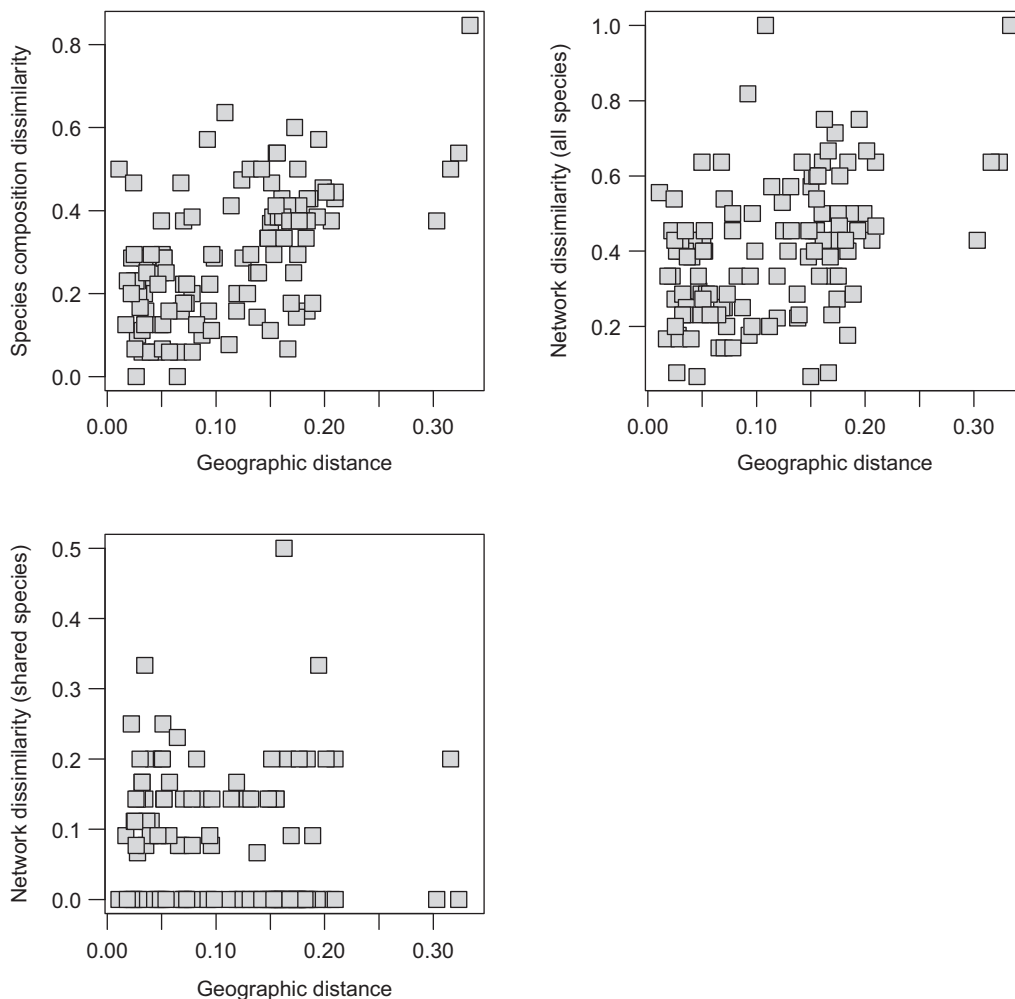 Species composition dissimilarity
0.8
0.6
0.4
0.2
0.0
0.00 0.10 0.20 0.30
Geographic distance
Network dissimilarity (all species)
1.0
0.8
0.6
0.4
0.2
0.00 0.10 0.20 0.30
Geographic distance
Network dissimilarity (shared species)
0.5
0.4
0.3
0.2
0.1
0.0
0.00 0.10 0.20 0.30
Geographic distance